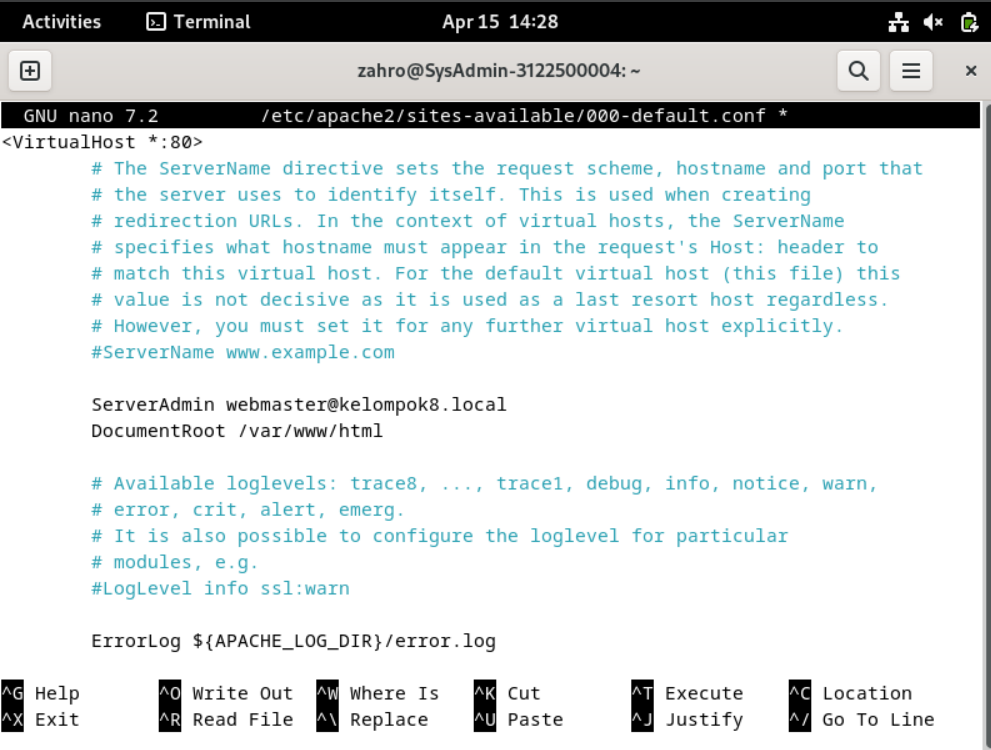 Activities Terminal Apr 15 14:28
zahro@SysAdmin-3122500004: ~
GNU nano 7.2 /etc/apache2/sites-available/000-default.conf *
<VirtualHost *:80>
# The ServerName directive sets the request scheme, hostname and port that
# the server uses to identify itself. This is used when creating
# redirection URLs. In the context of virtual hosts, the ServerName
# specifies what hostname must appear in the request's Host: header to
# match this virtual host. For the default virtual host (this file) this
# value is not decisive as it is used as a last resort host regardless.
# However, you must set it for any further virtual host explicitly.
#ServerName www.example.com
ServerAdmin webmaster@kelompok8.local
DocumentRoot /var/www/html
# Available loglevels: trace8, ..., trace1, debug, info, notice, warn,
# error, crit, alert, emerg.
# It is also possible to configure the loglevel for particular
# modules, e.g.
#LogLevel info ssl:warn
ErrorLog ${APACHE_LOG_DIR}/error.log
^G Help ^O Write Out ^W Where Is ^K Cut ^T Execute ^C Location
^X Exit ^R Read File ^\ Replace ^U Paste ^J Justify ^/ Go To Line